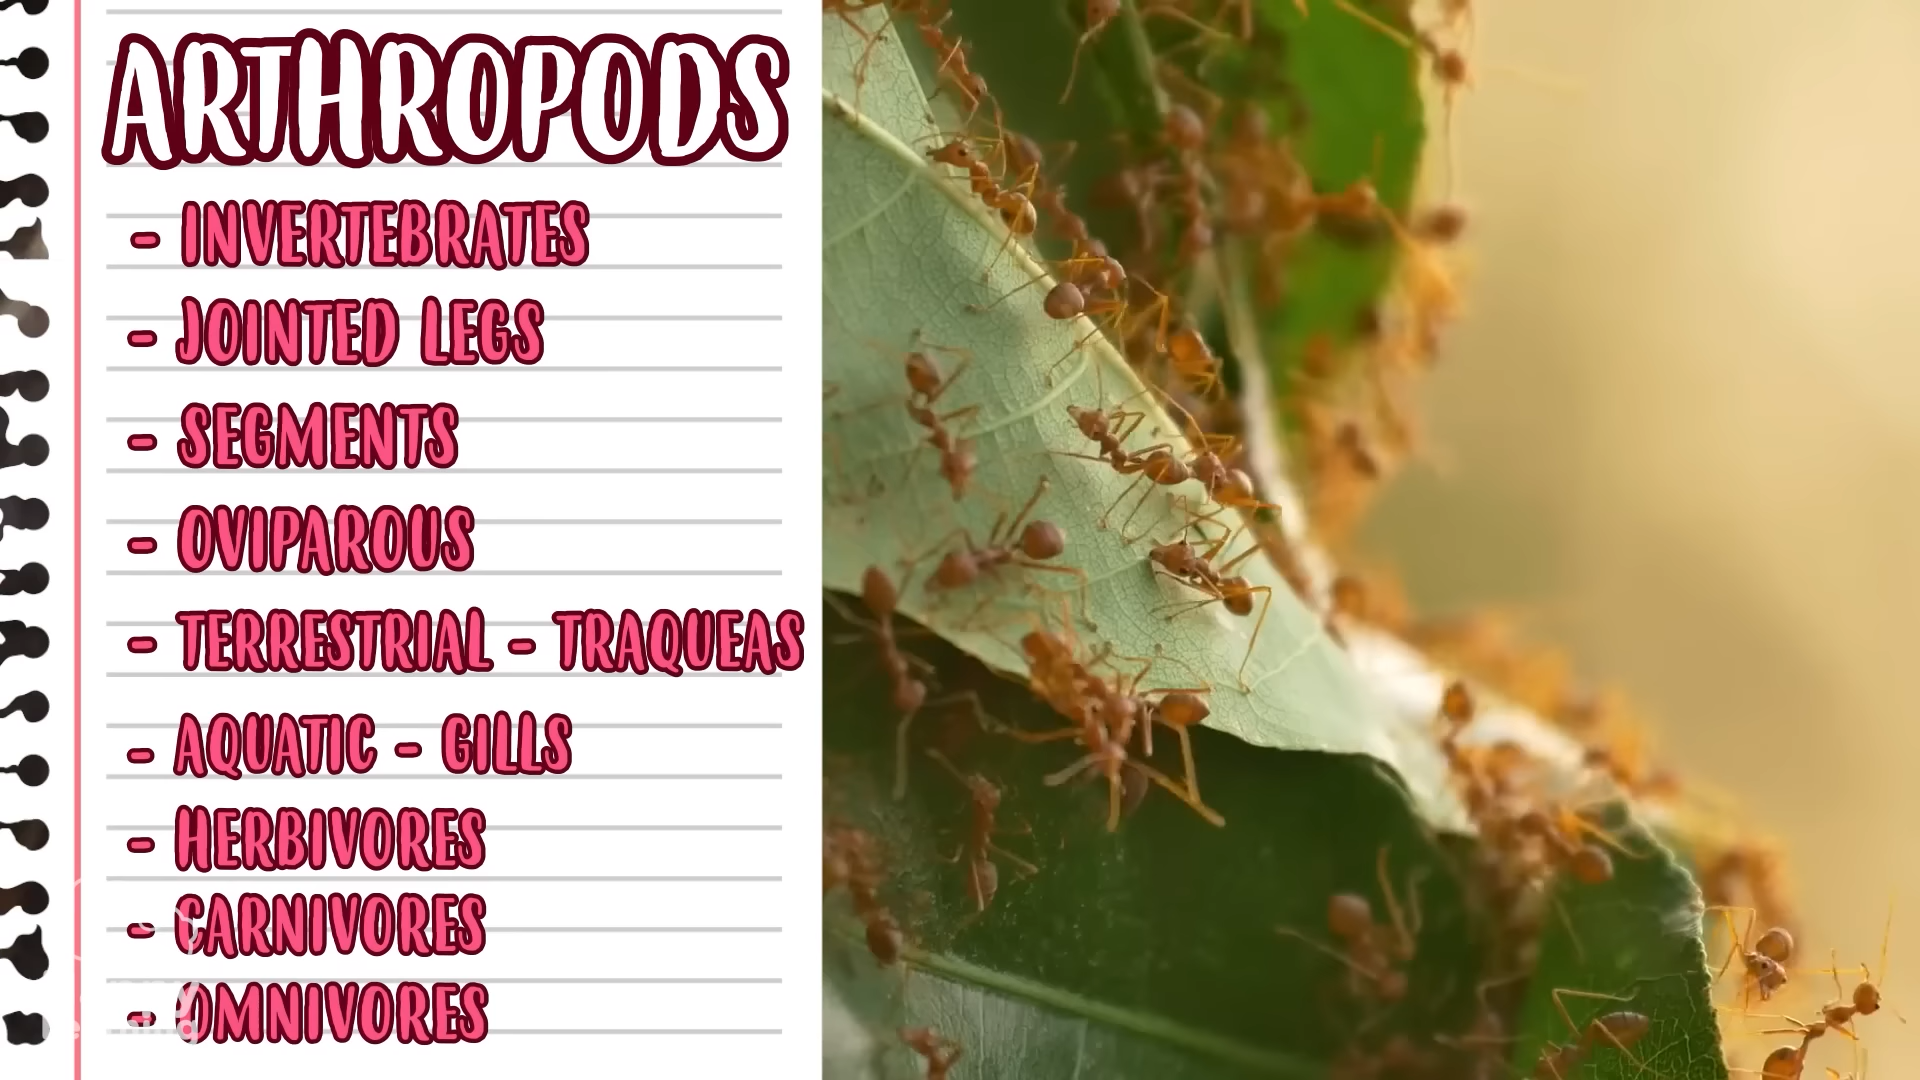 ARTHROPODS
- INVERTEBRATES
- JOINTED LEGS
- SEGMENTS
- OVIPAROUS
- TERRESTRIAL - TRAQUEAS
- AQUATIC - GILLS
- HERBIVORES
- CARNIVORES
- OMNIVORES